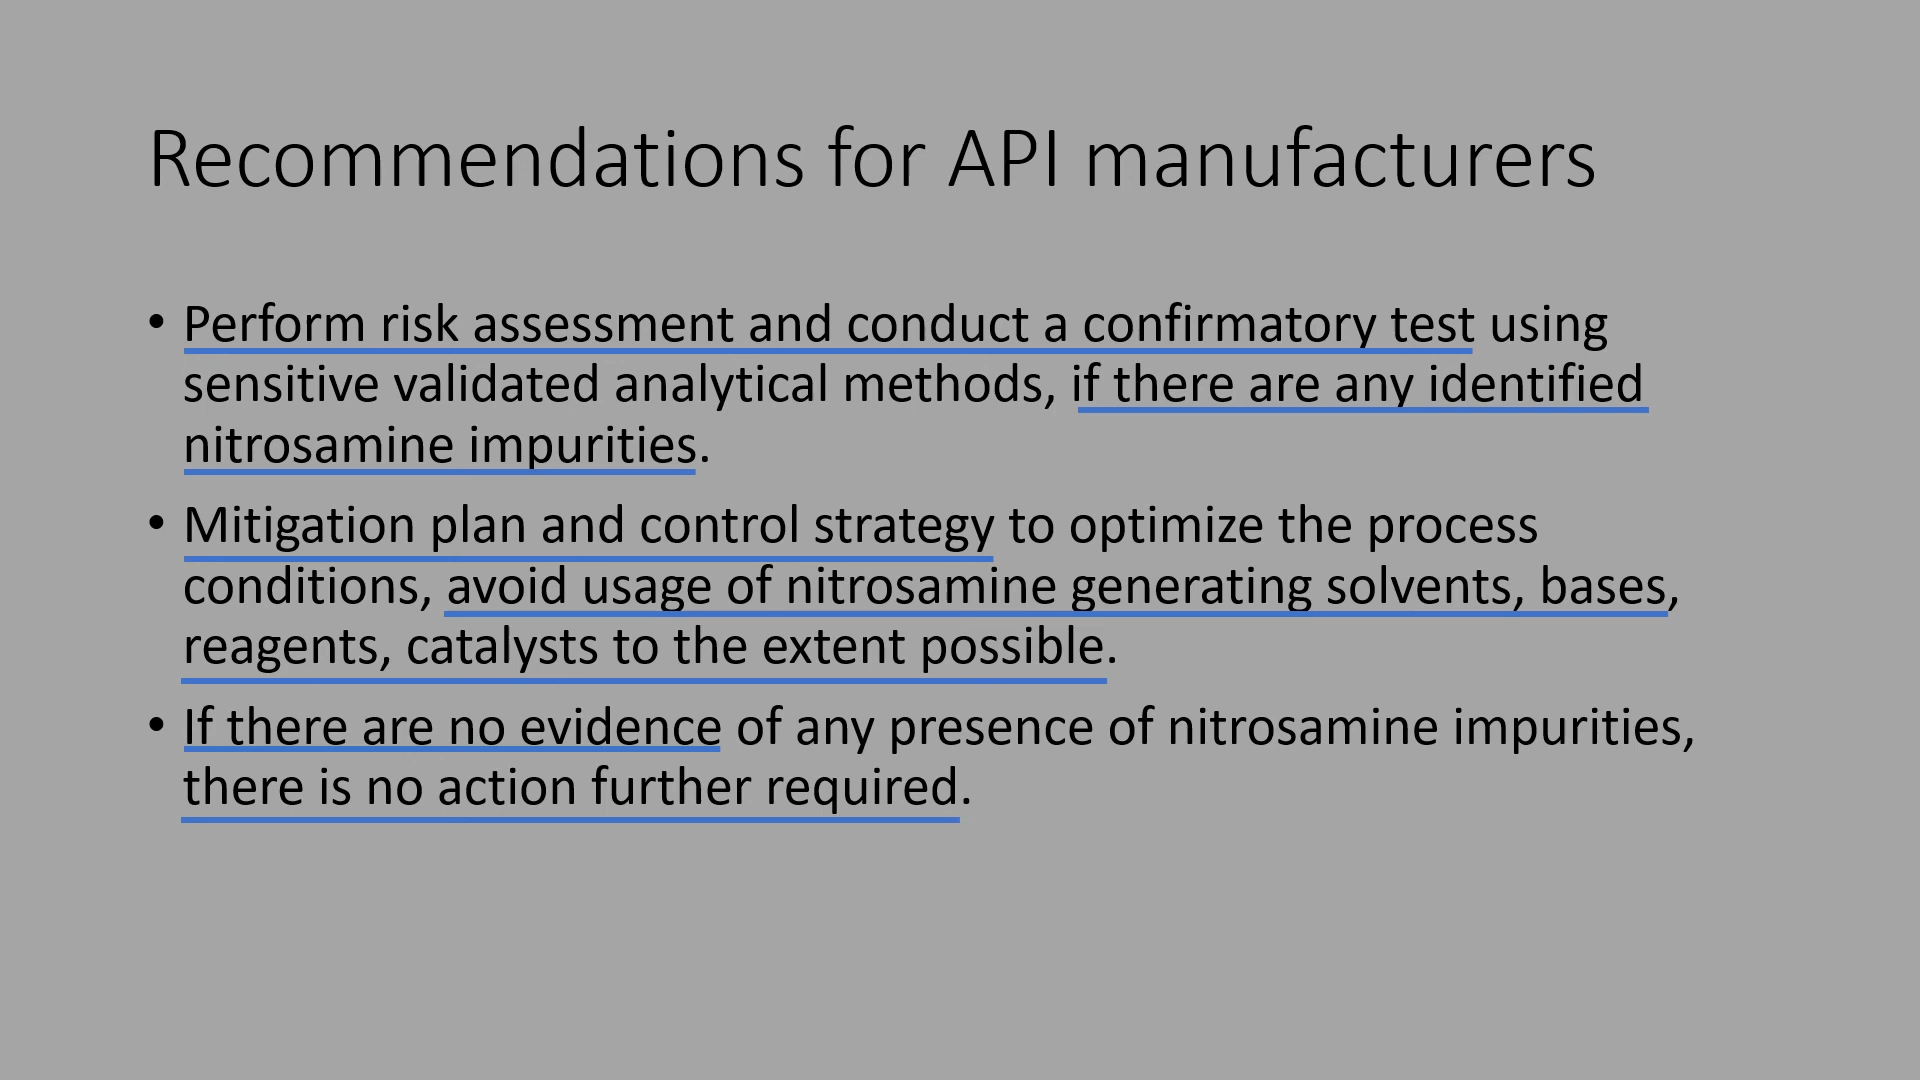 Recommendations for API manufacturers
• Perform risk assessment and conduct a confirmatory test using
sensitive validated analytical methods, if there are any identified
nitrosamine impurities.
• Mitigation plan and control strategy to optimize the process
conditions, avoid usage of nitrosamine generating solvents, bases,
reagents, catalysts to the extent possible.
• If there are no evidence of any presence of nitrosamine impurities,
there is no action further required.